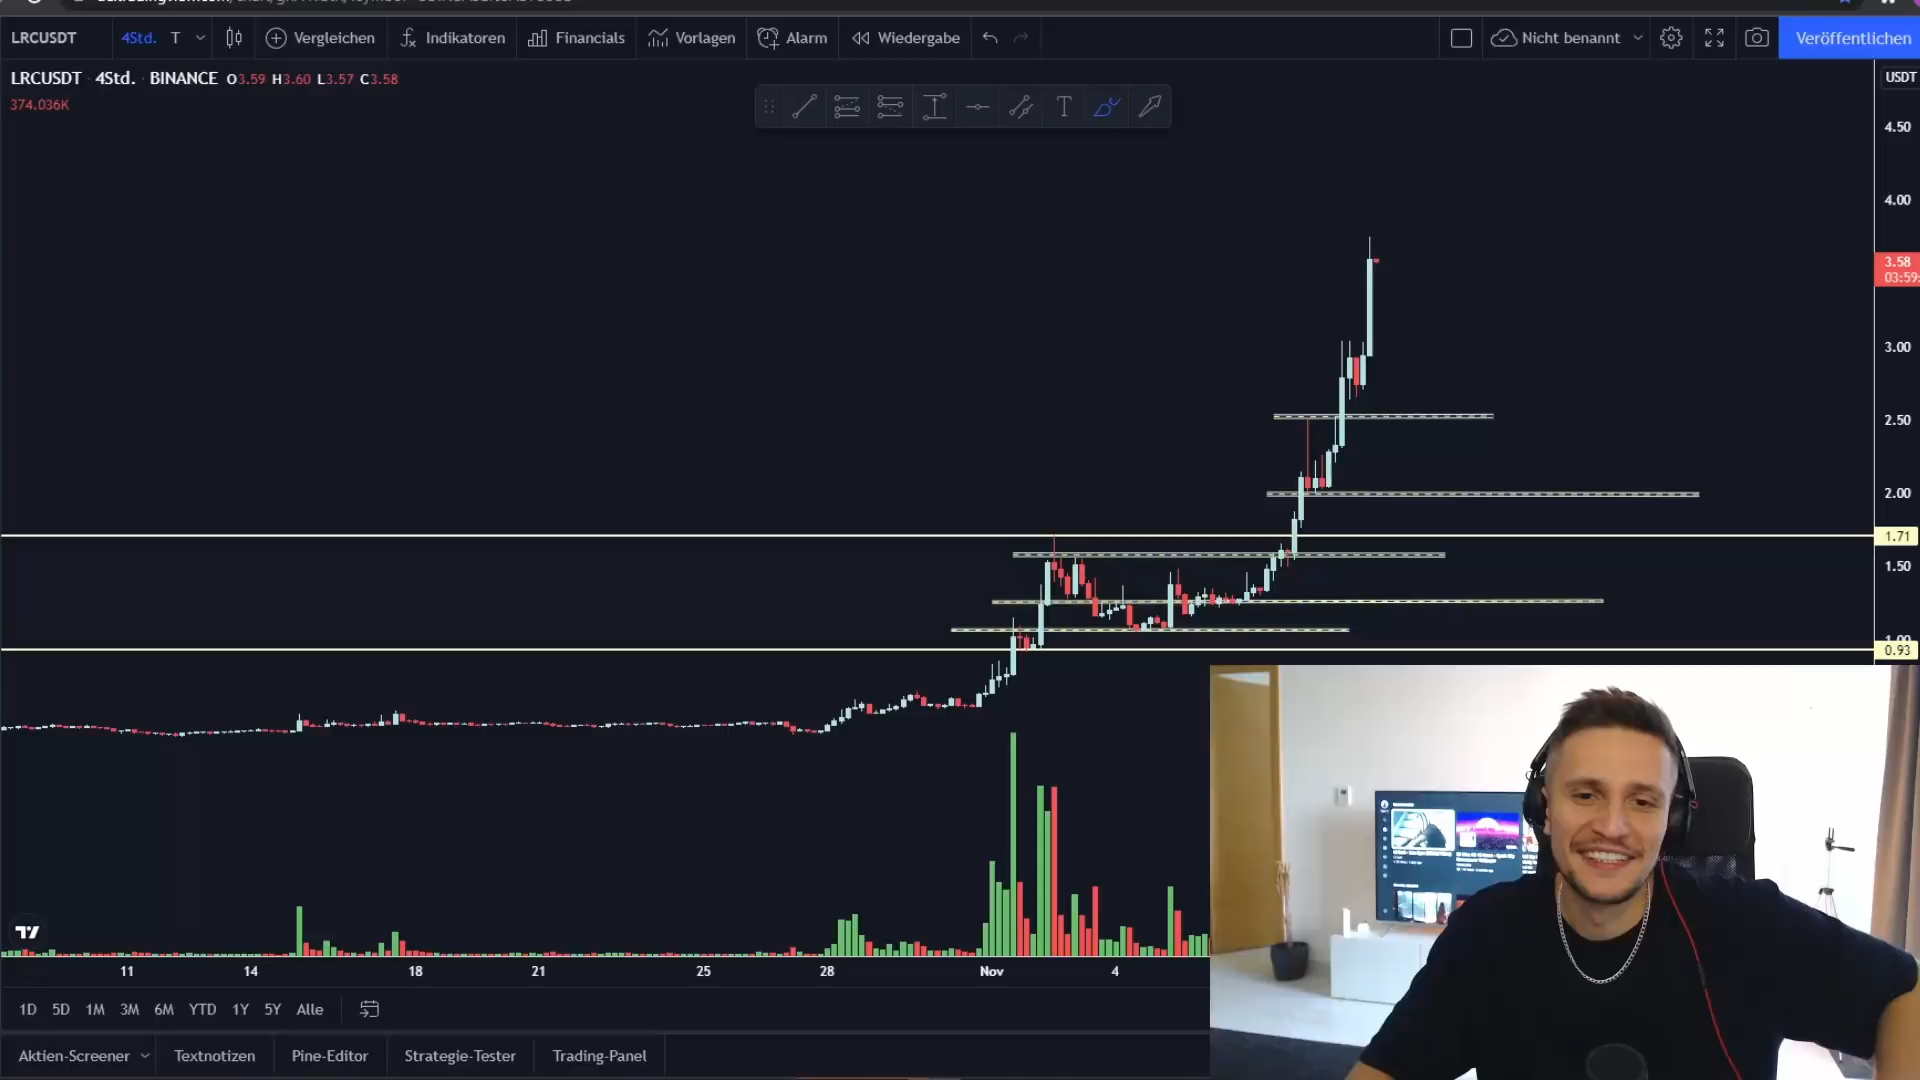 LRCUSDT 4Std. T Vergleichen Indikatoren Financials Vorlagen Alarm Wiedergabe Nicht benannt Veröffentlichen
LRCUSDT · 4Std. · BINANCE O3.59 H3.60 L3.57 C3.58
374.036K
T
USDT
4.50
4.00
3.58
03:59:
3.00
2.50
2.00
1.71
1.50
1.00
0.93
11 14 18 21 25 28 Nov 4
1D 5D 1M 3M 6M YTD 1Y 5Y Alle
Aktien-Screener Textnotizen Pine-Editor Strategie-Tester Trading-Panel